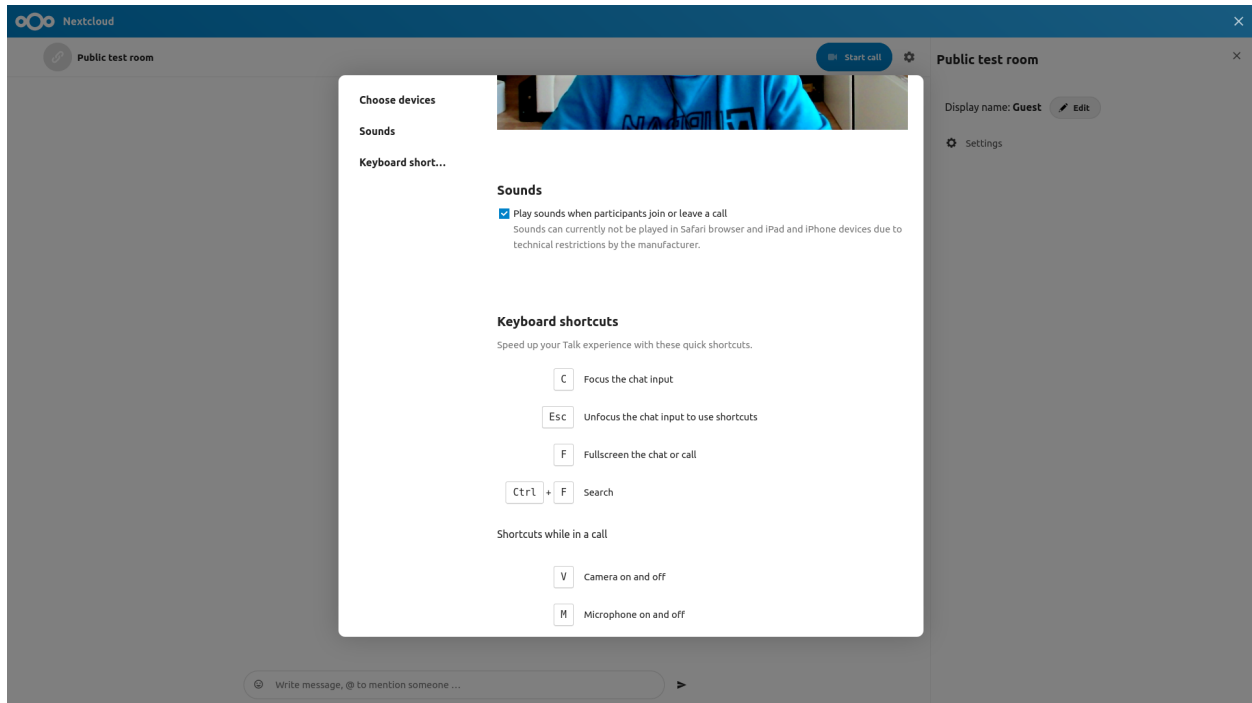 Nextcloud
Public test room
Start call
Public test room
Display name: Guest
Edit
Settings
Choose devices
Sounds
Keyboard short...
URBAN
Sounds
Play sounds when participants join or leave a call
Sounds can currently not be played in Safari browser and iPad and iPhone devices due to
technical restrictions by the manufacturer.
Keyboard shortcuts
Speed up your Talk experience with these quick shortcuts.
C Focus the chat input
Esc Unfocus the chat input to use shortcuts
F Fullscreen the chat or call
Ctrl + F Search
Shortcuts while in a call
V Camera on and off
M Microphone on and off
Write message, @ to mention someone ...